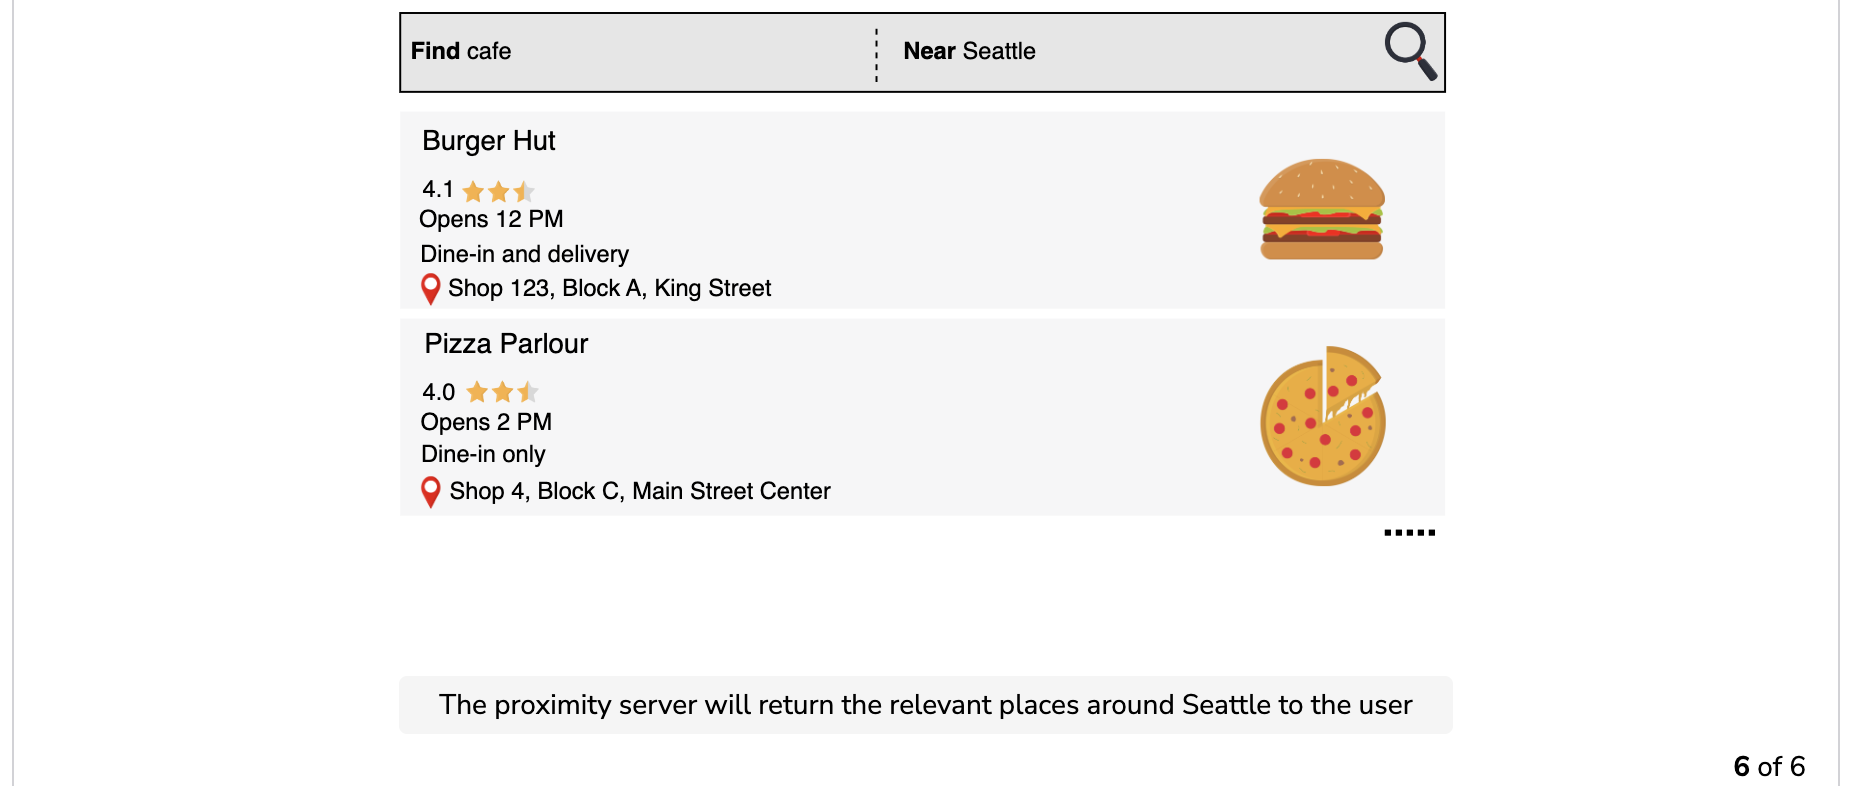 Find cafe
Near Seattle
Burger Hut
4.1
Opens 12 PM
Dine-in and delivery
Shop 123, Block A, King Street
Pizza Parlour
4.0
Opens 2 PM
Dine-in only
Shop 4, Block C, Main Street Center
.....
The proximity server will return the relevant places around Seattle to the user
6 of 6